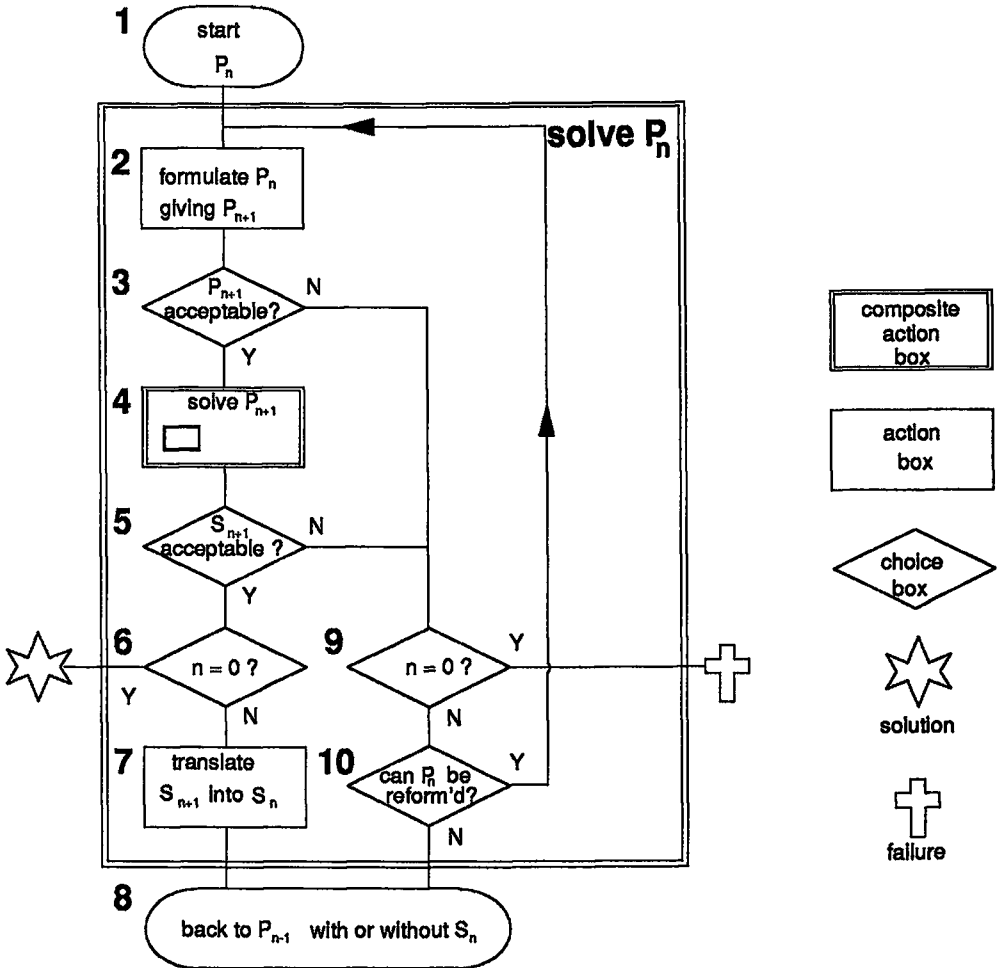 1
start
Pn
solve Pn
2
formulate Pn
giving Pn+1
3
Pn+1
acceptable?
N
Y
4
solve Pn+1
5
Sn+1
acceptable ?
N
Y
6
n = 0 ?
Y
N
9
n = 0 ?
Y
N
7
translate
Sn+1 into Sn
10
can Pn be
reform'd?
Y
N
8
back to Pn-1 with or without Sn
composite
action
box
action
box
choice
box
solution
failure